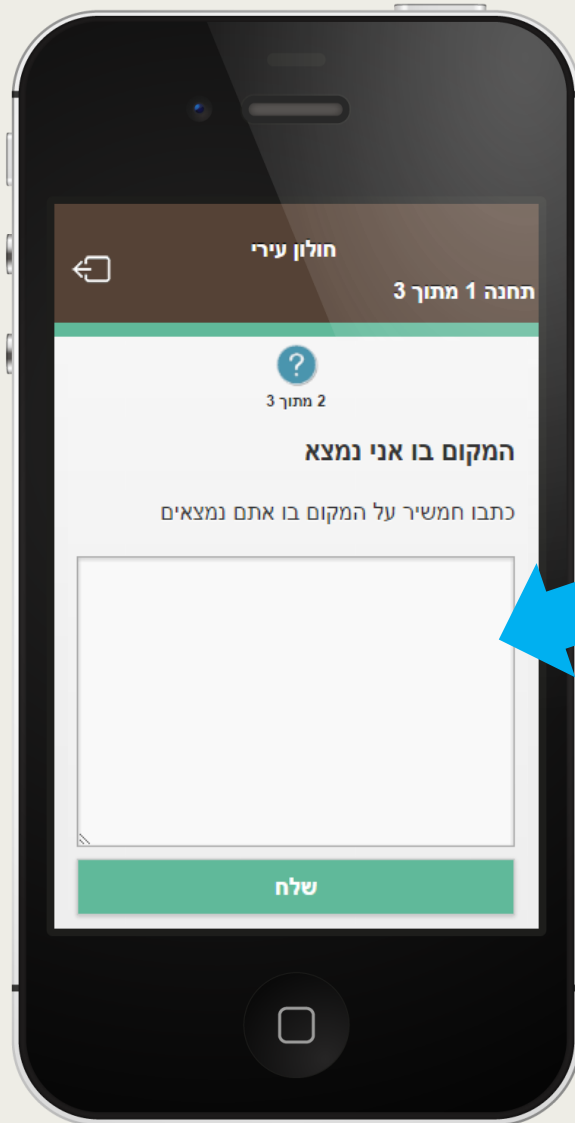 חולון עירי
תחנה 1 מתוך 3
2 מתוך 3
המקום בו אני נמצא
כתבו חמשיר על המקום בו אתם נמצאים
שלח